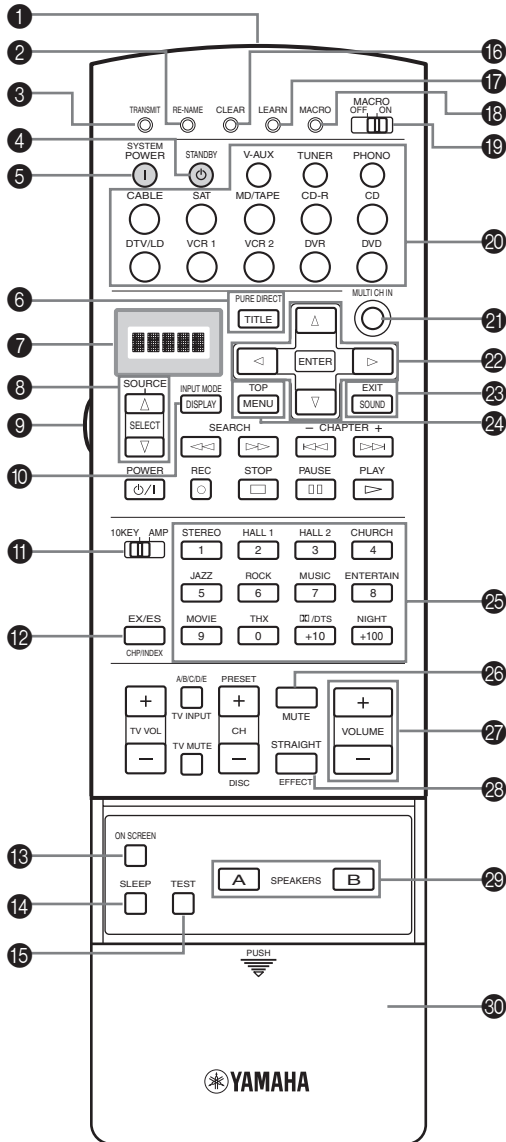 1
2
16
17
3
TRANSMIT RE-NAME CLEAR LEARN MACRO MACRO
OFF ON
18
19
4
SYSTEM
POWER STANDBY V-AUX TUNER PHONO
5
CABLE SAT MD/TAPE CD-R CD
DTV/LD VCR 1 VCR 2 DVR DVD
20
6
PURE DIRECT
TITLE
MULTI CH IN
21
7
ENTER
22
8
SOURCE
SELECT
9
INPUT MODE
DISPLAY
10
TOP
MENU
EXIT
SOUND
23
24
SEARCH – CHAPTER +
POWER REC STOP PAUSE PLAY
11
10KEY AMP
STEREO HALL 1 HALL 2 CHURCH
1 2 3 4
JAZZ ROCK MUSIC ENTERTAIN
5 6 7 8
25
12
EX/ES
CHP/INDEX
MOVIE THX /DTS NIGHT
9 0 +10 +100
A/B/C/D/E PRESET
26
+ TV INPUT + MUTE +
TV VOL CH VOLUME
27
– TV MUTE – STRAIGHT –
DISC EFFECT
28
13
ON SCREEN
14
SLEEP TEST
A SPEAKERS B
29
15
PUSH
30
YAMAHA